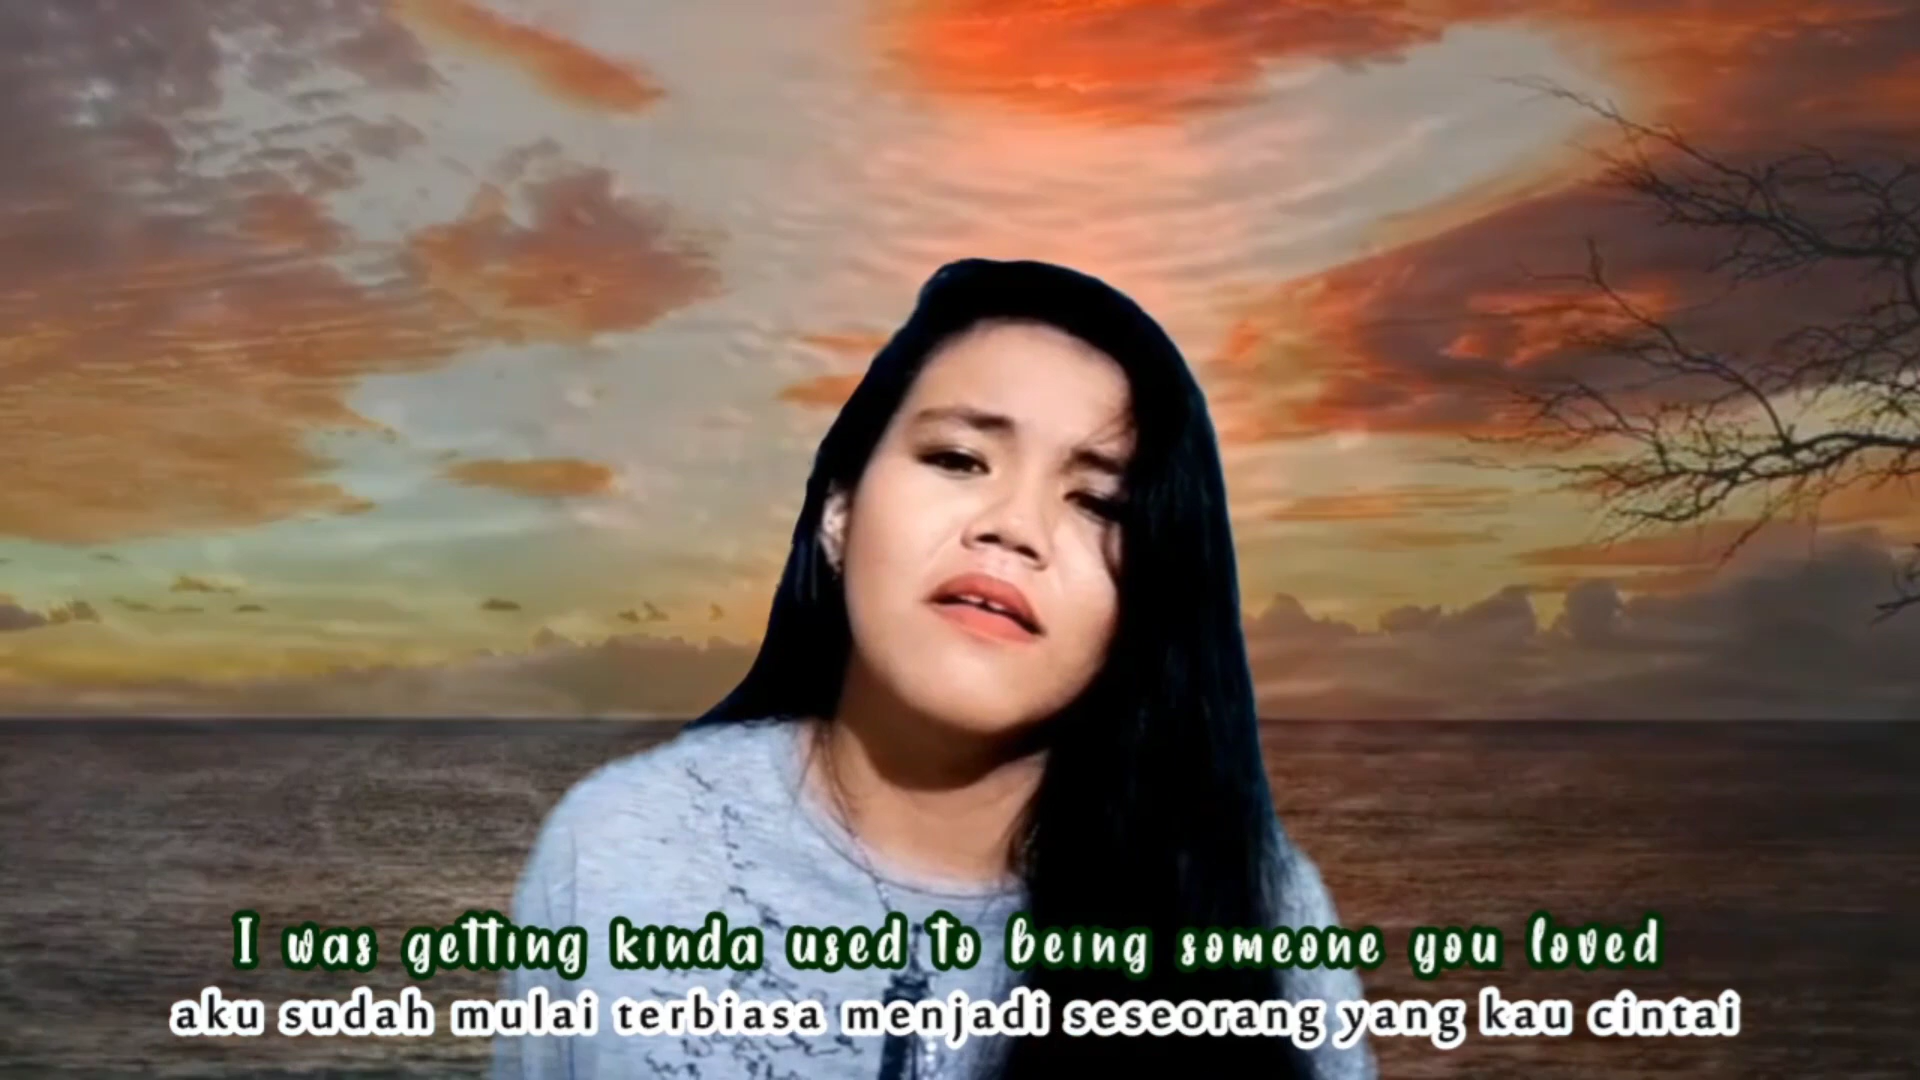 I was getting kinda used to being someone you loved
aku sudah mulai terbiasa menjadi seseorang yang kau cintai